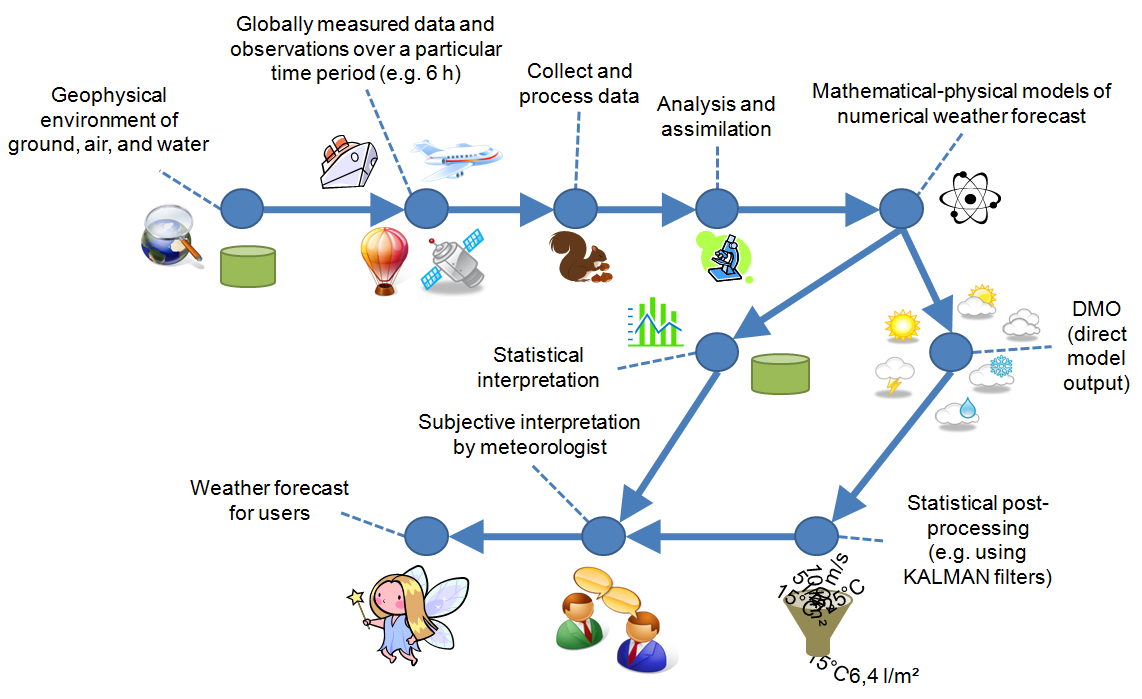 Globally measured data and
observations over a particular
time period (e.g. 6 h)
Geophysical
environment of
ground, air, and water
Collect and
process data
Analysis and
assimilation
Mathematical-physical models of
numerical weather forecast
DMO
(direct
model
output)
Statistical
interpretation
Subjective interpretation
by meteorologist
Weather forecast
for users
Statistical post-
processing
(e.g. using
KALMAN filters)
15°C
6,4 l/m²